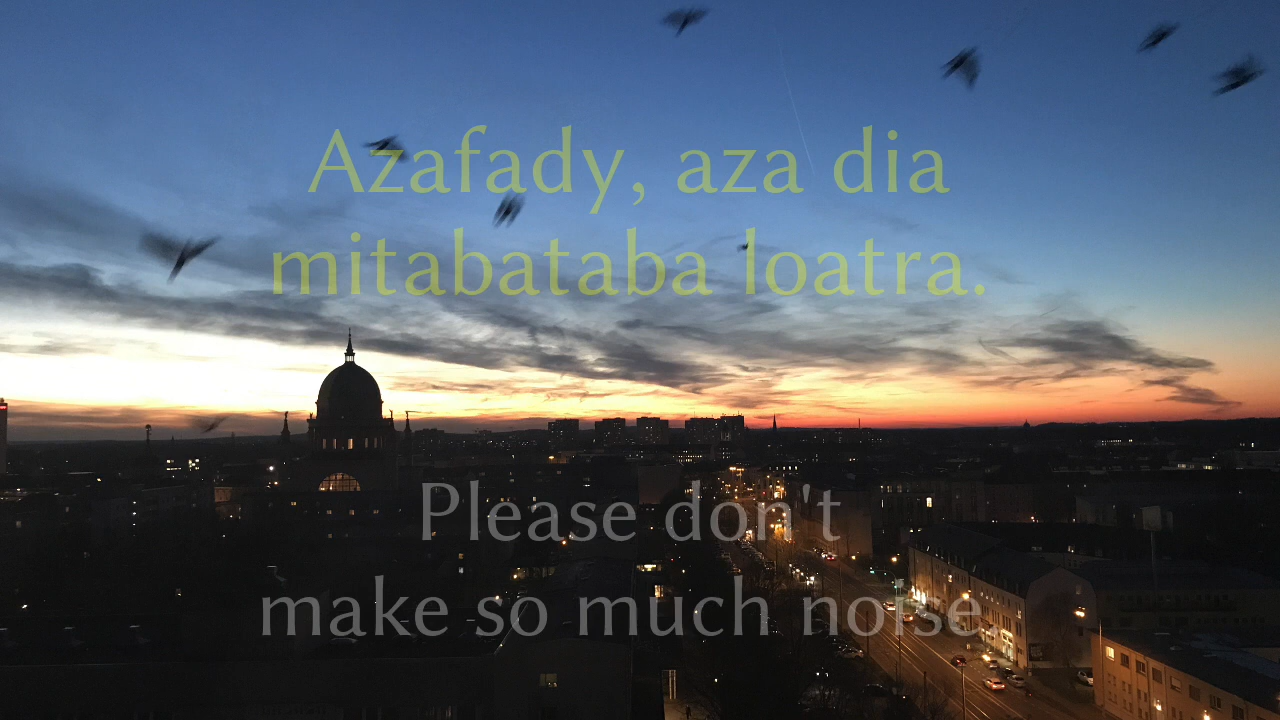 Azafady, aza dia
mitabataba loatra.
Please don't
make so much noise